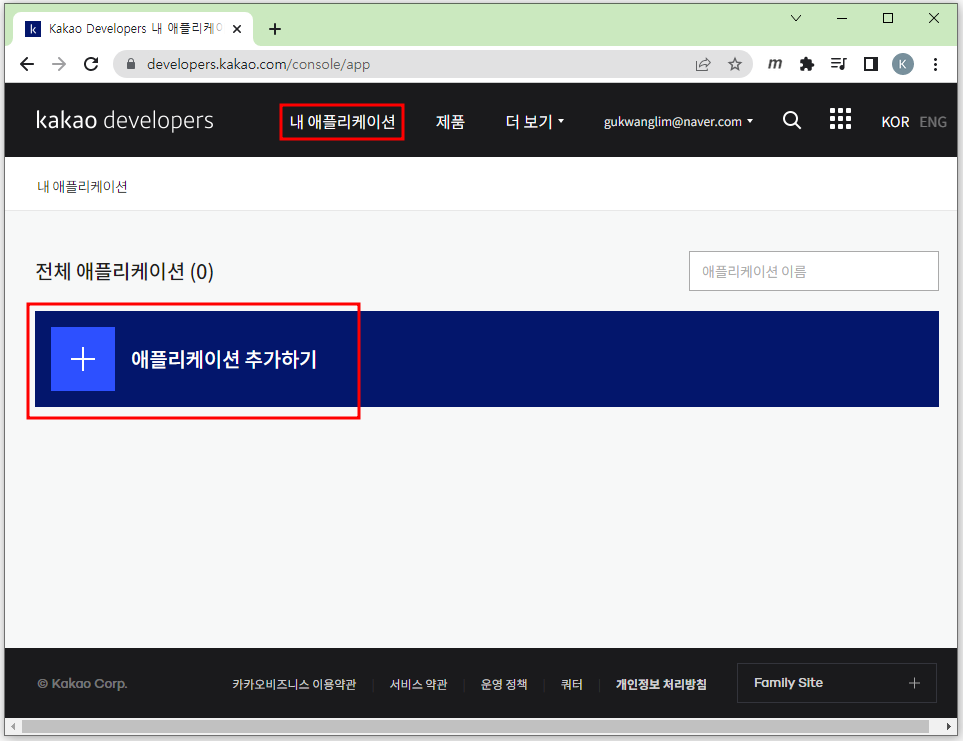 k Kakao Developers 내 애플리케이
developers.kakao.com/console/app
m K
kakao developers 내 애플리케이션 제품 더 보기 gukwanglim@naver.com KOR ENG
내 애플리케이션
전체 애플리케이션 (0) 애플리케이션 이름
애플리케이션 추가하기
© Kakao Corp. 카카오비즈니스 이용약관 서비스 약관 운영 정책 쿼터 개인정보 처리방침 Family Site